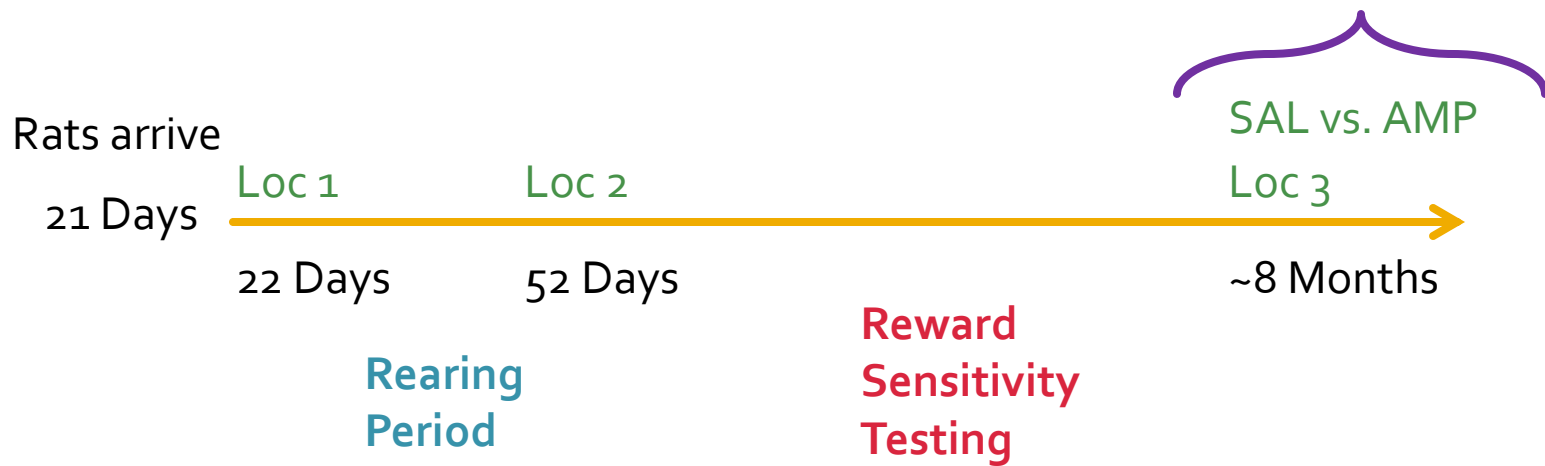 Rats arrive
21 Days
Loc 1
Loc 2
SAL vs. AMP
Loc 3
22 Days
52 Days
~8 Months
Rearing
Period
Reward
Sensitivity
Testing